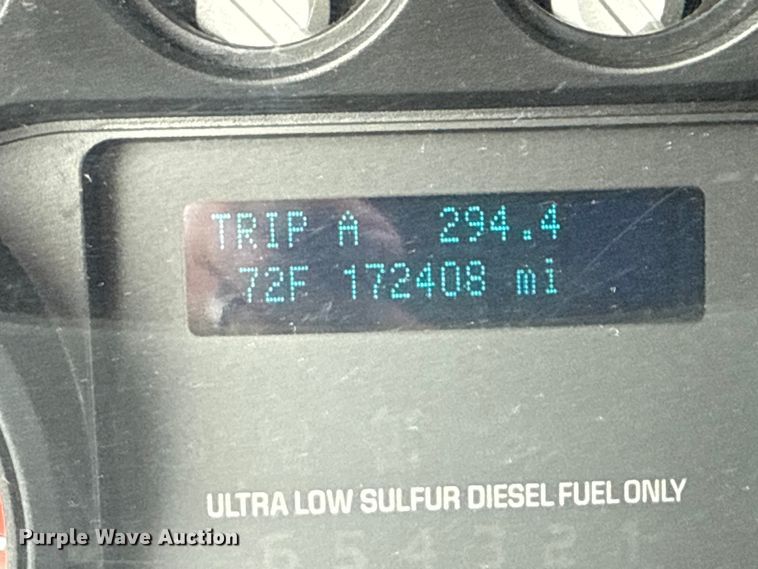 TRIP A 294.4
72F 172408 mi
ULTRA LOW SULFUR DIESEL FUEL ONLY
Purple Wave Auction